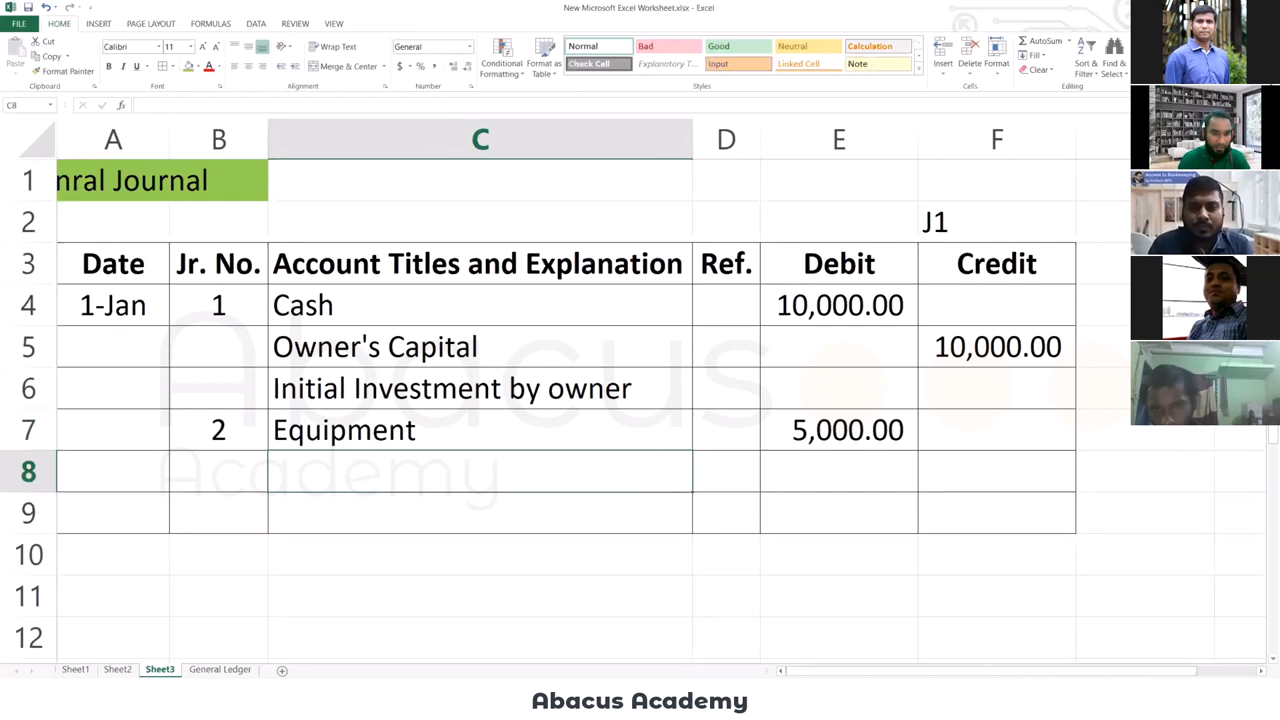 New Microsoft Excel Worksheet.xlsx - Excel
FILE HOME INSERT PAGE LAYOUT FORMULAS DATA REVIEW VIEW
Cut
Copy
Format Painter
Paste
Clipboard
Calibri 11
B I U
Font
Wrap Text
Merge & Center
Alignment
General
$ % ,
Number
Conditional Formatting
Format as Table
Normal Bad Good Neutral Calculation
Check Cell Explanatory T... Input Linked Cell Note
Styles
Insert Delete Format
Cells
AutoSum
Fill
Clear
Sort & Filter
Find & Select
Editing
C8 fx
A B C D E F
1 nral Journal
2 J1
3 Date Jr. No. Account Titles and Explanation Ref. Debit Credit
4 1-Jan 1 Cash 10,000.00
5 Owner's Capital 10,000.00
6 Initial Investment by owner
7 2 Equipment 5,000.00
8
9
10
11
12
Abacus
Academy
Sheet1 Sheet2 Sheet3 General Ledger
Abacus Academy